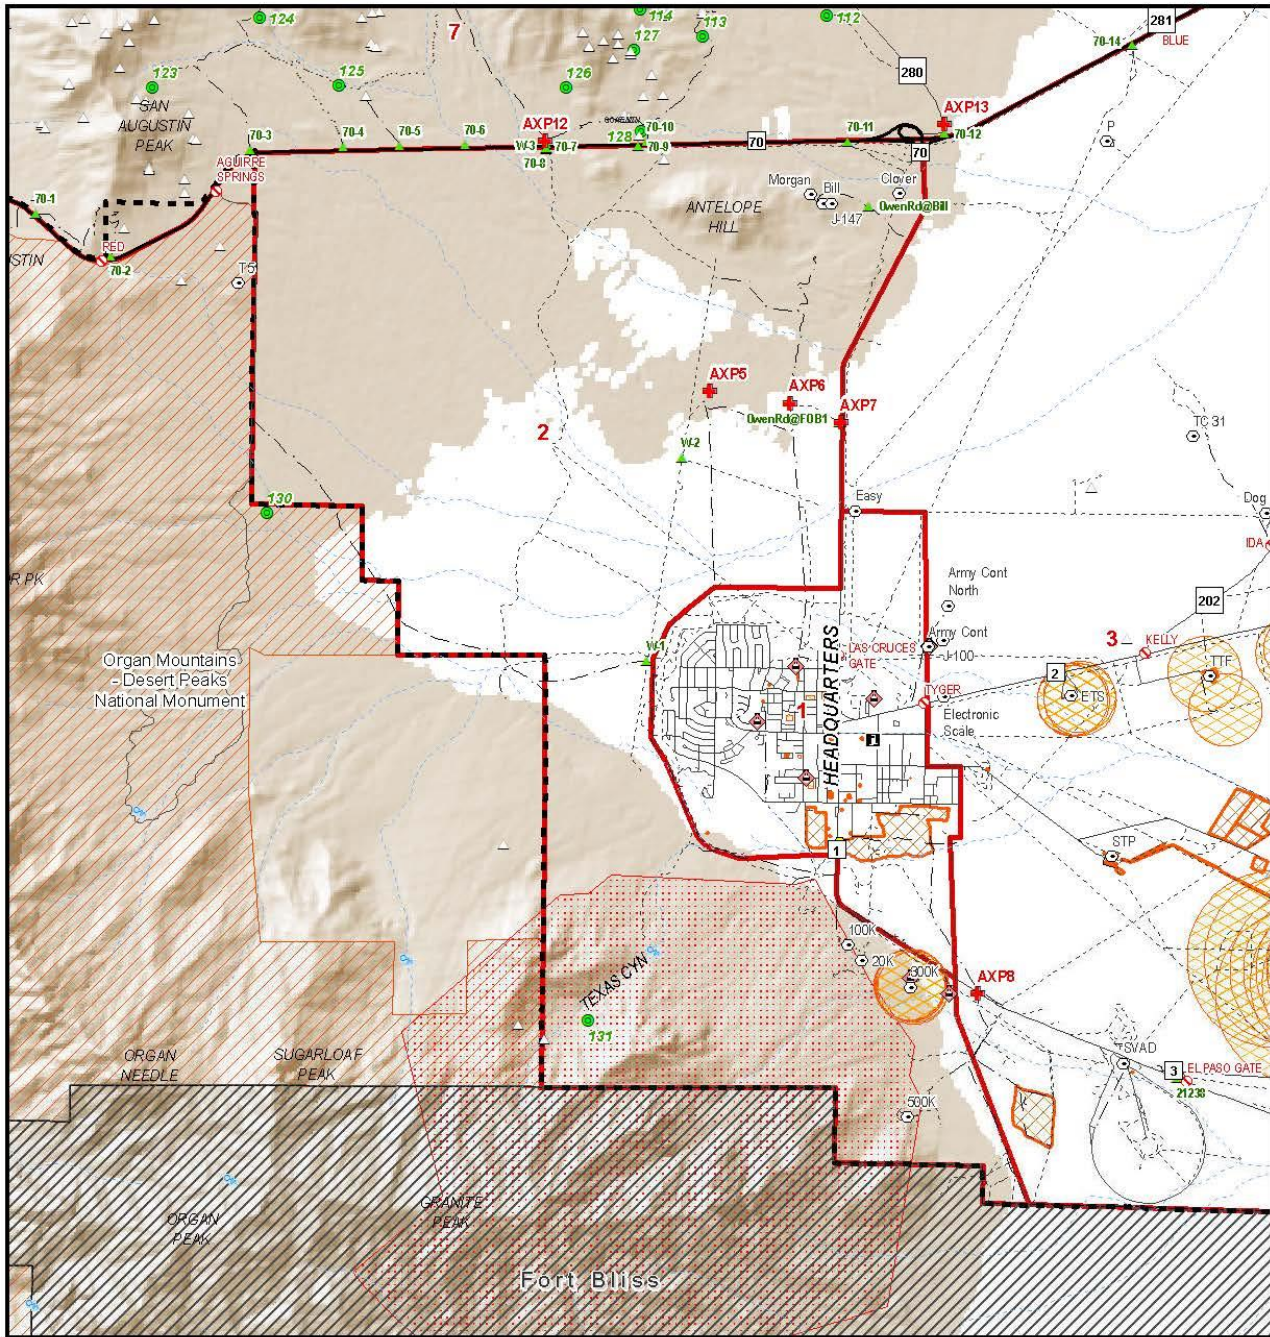 124
7
114
113
112
281
BLUE
70-14
127
123
125
126
280
SAN
AUGUSTIN
PEAK
AXP12
AXP13
70-3
70-4
70-5
70-6
W-3
70-7
70-8
128
70-10
70-9
70
70-11
70
70-12
P
AGUIRRE
SPRINGS
Morgan
Bill
Clover
J-147
OwenRd@Bill
ANTELOPE
HILL
70-1
RED
70-2
STIN
T5
AXP5
AXP6
AXP7
OwenRd@FOB1
2
W-2
TC 31
130
Easy
Dog
IDA
R PK
Army Cont
North
202
Army Cont
J-100
3
KELLY
TTF
W-1
LAS CRUCES
GATE
HEADQUARTERS
1
TYGER
2
ETS
Electronic
Scale
Organ Mountains
- Desert Peaks
National Monument
STP
1
100K
20K
300K
AXP8
TEXAS CYN
131
ORGAN
NEEDLE
SUGARLOAF
PEAK
TSVAD
3
EL PASO GATE
21238
500K
ORGAN
PEAK
GRANITE
PEAK
Fort Bliss